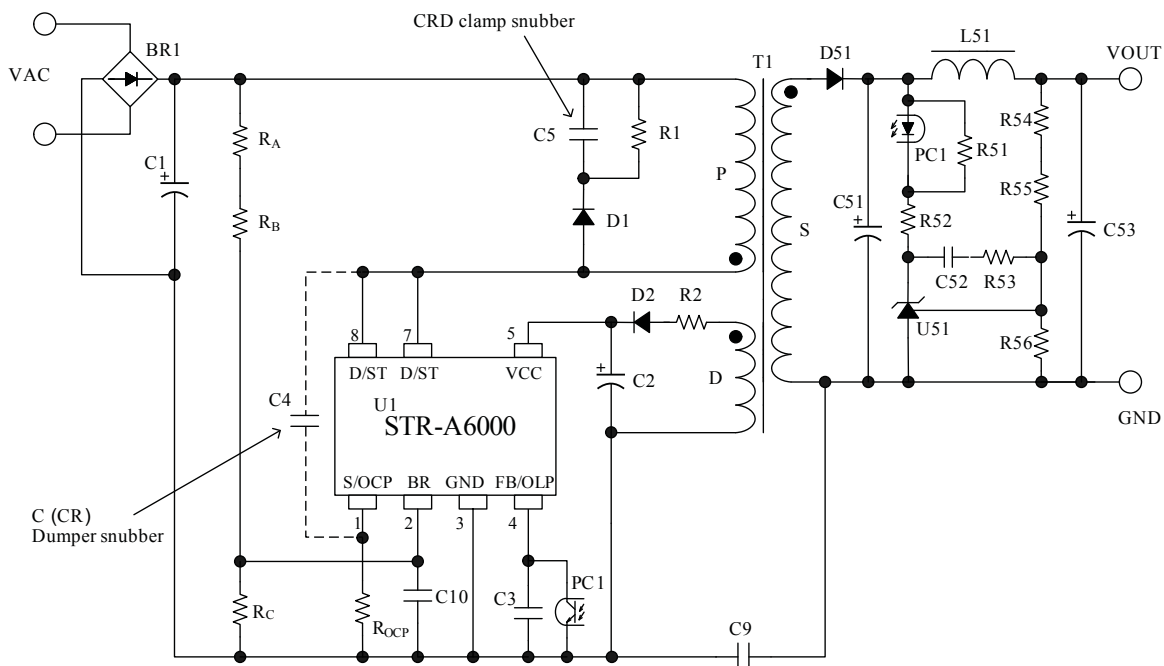 CRD clamp snubber
BR1
VAC
T1
D51
L51
VOUT
C5
R1
RA
C1
+
PC1
R51
R54
P
RB
D1
C51
+
S
R52
R55
+
C53
C52
R53
D2
R2
U51
8
7
5
D/ST
D/ST
VCC
+
C2
D
R56
C4
U1
STR-A6000
GND
S/OCP
BR
GND
FB/OLP
C (CR)
Dumper snubber
1
2
3
4
PC1
RC
ROCP
C10
C3
C9